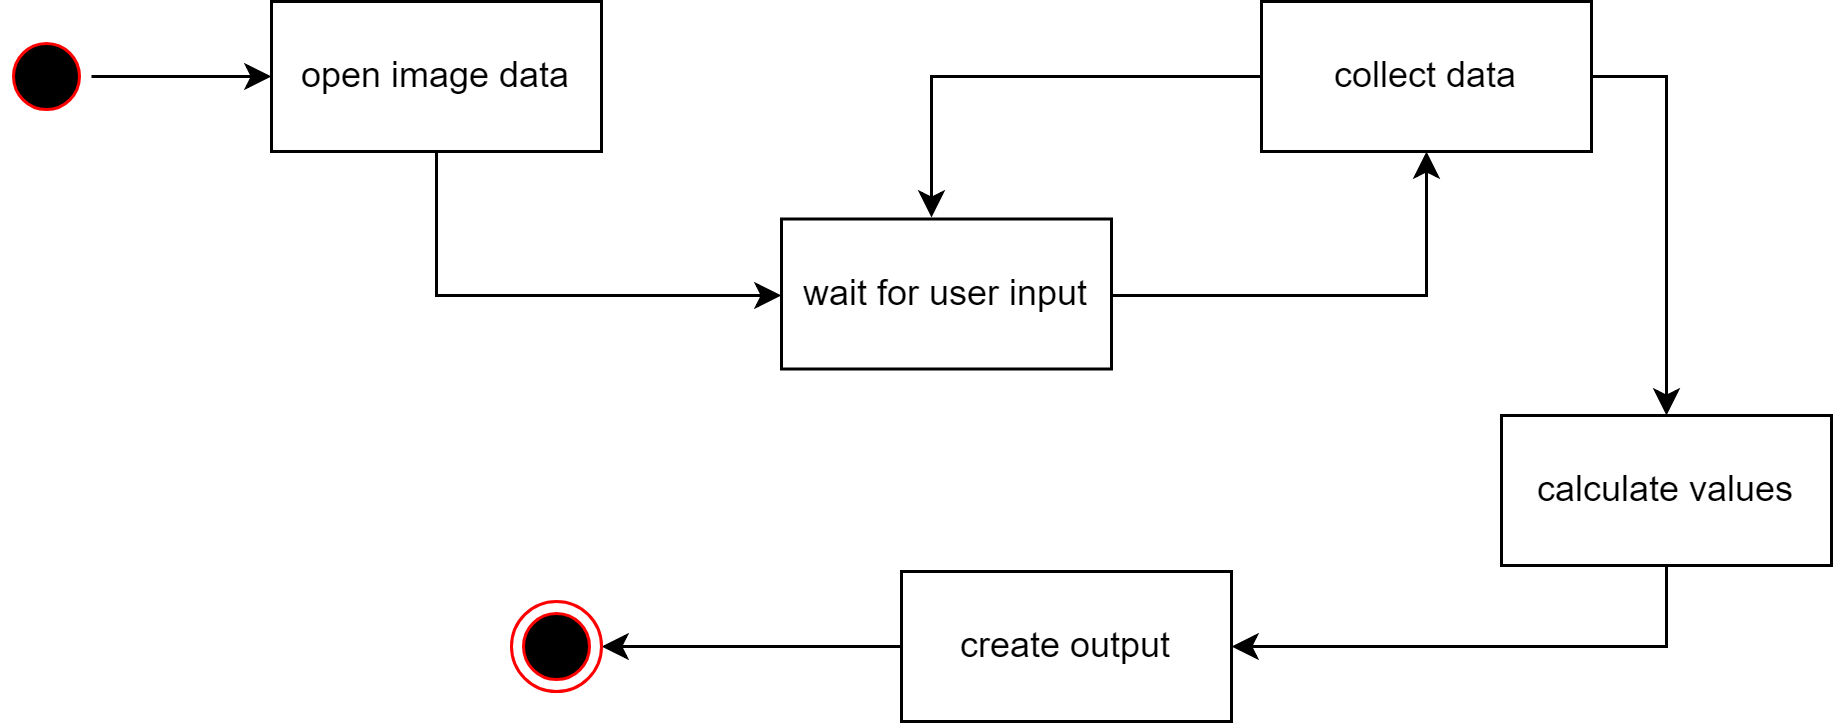 open image data
collect data
wait for user input
calculate values
create output